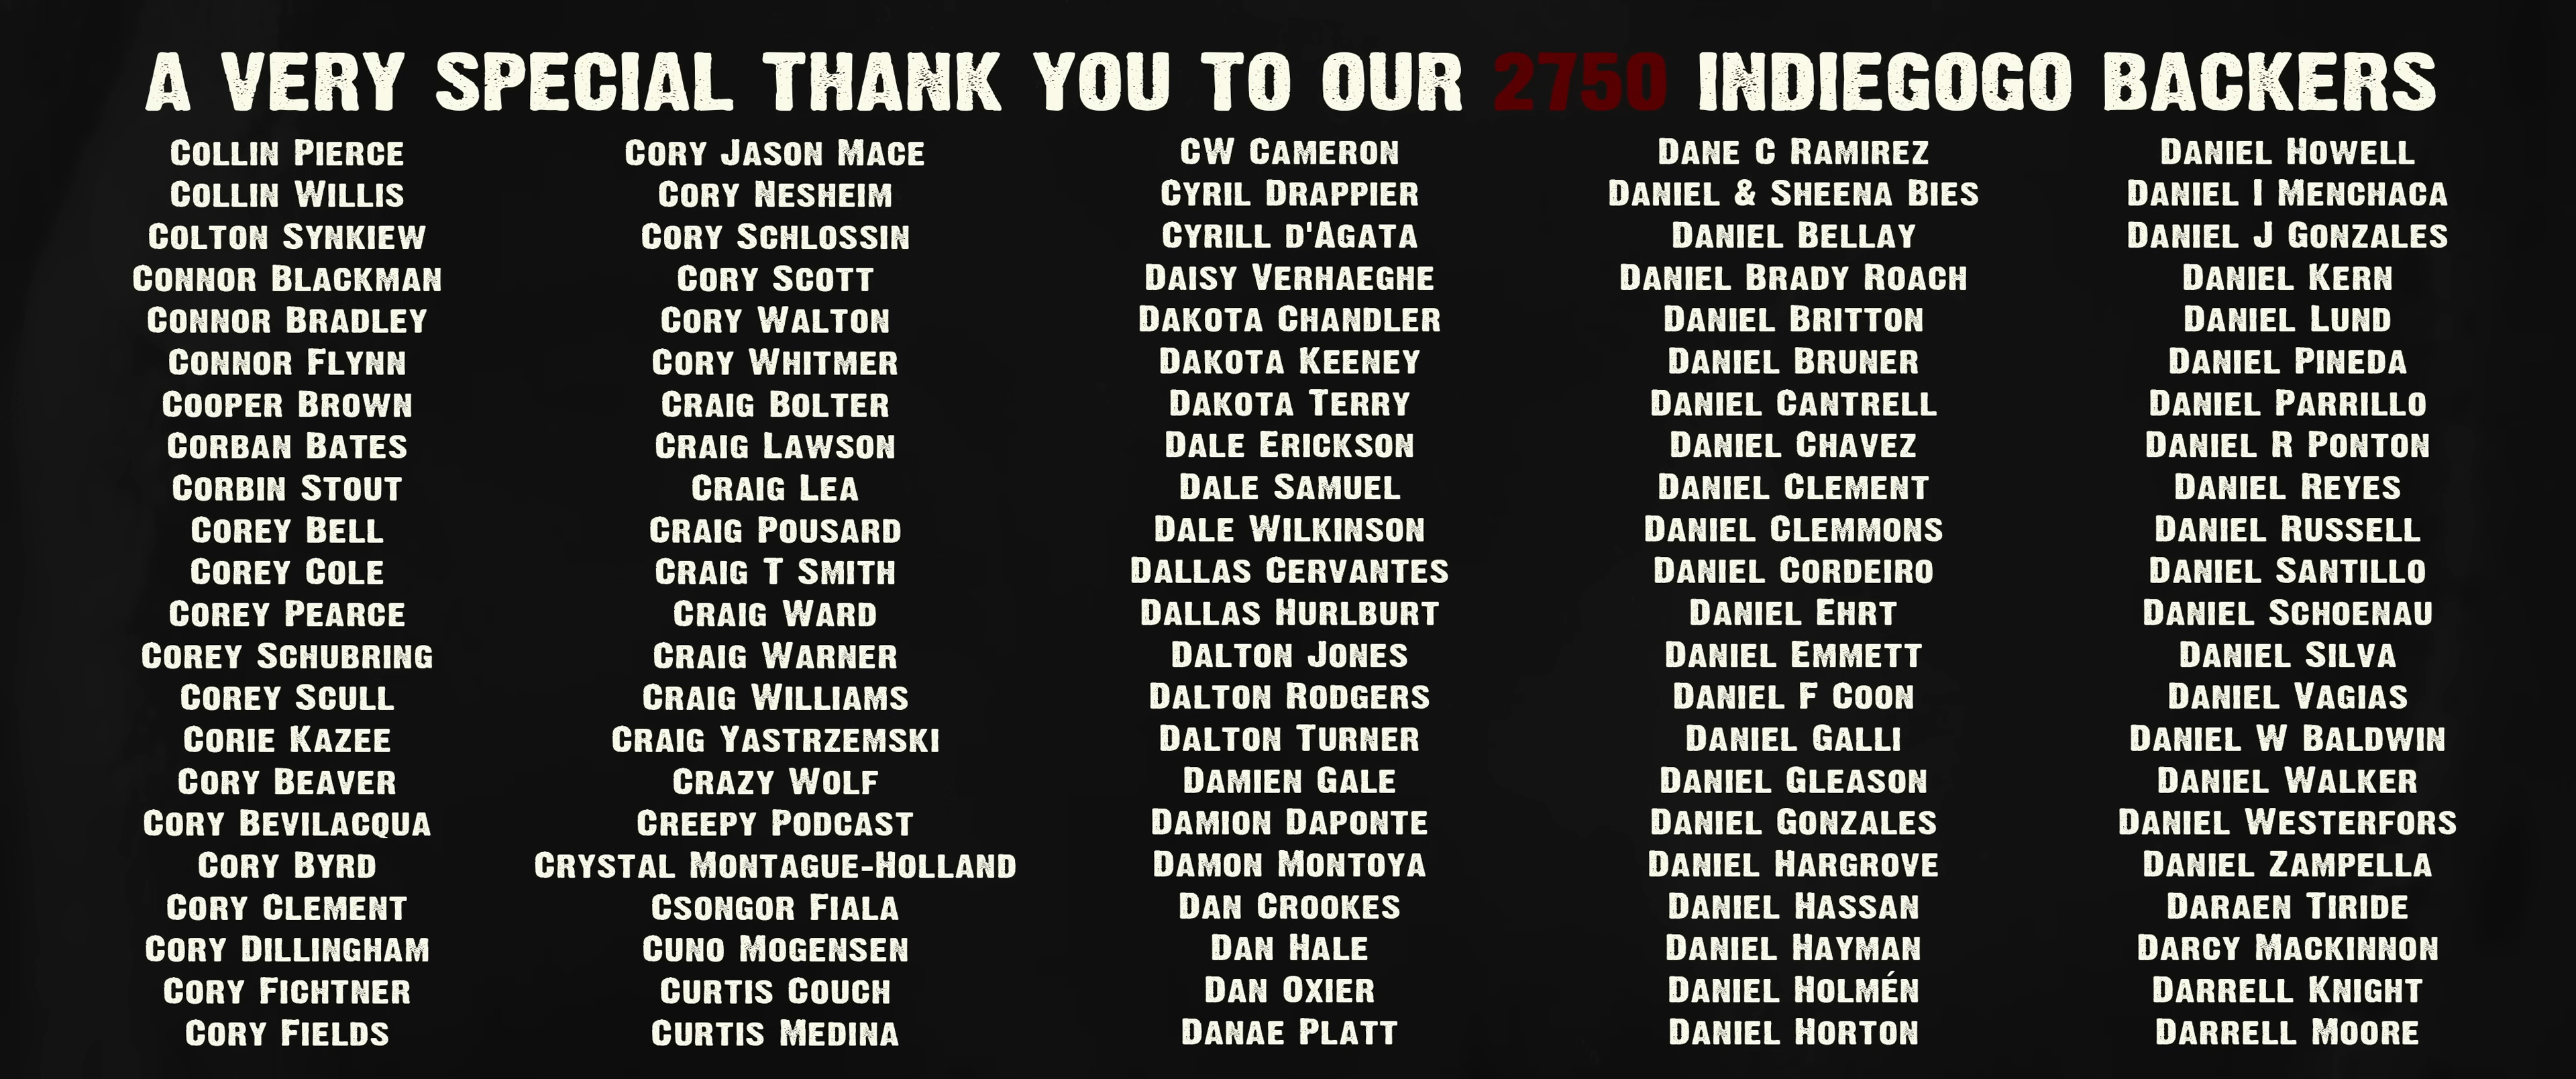 A VERY SPECIAL THANK YOU TO OUR 2750 INDIEGOGO BACKERS
COLLIN PIERCE
COLLIN WILLIS
COLTON SYNKIEW
CONNOR BLACKMAN
CONNOR BRADLEY
CONNOR FLYNN
COOPER BROWN
CORBAN BATES
CORBIN STOUT
COREY BELL
COREY COLE
COREY PEARCE
COREY SCHUBRING
COREY SCULL
CORIE KAZEE
CORY BEAVER
CORY BEVILACQUA
CORY BYRD
CORY CLEMENT
CORY DILLINGHAM
CORY FICHTNER
CORY FIELDS
CORY JASON MACE
CORY NESHEIM
CORY SCHLOSSIN
CORY SCOTT
CORY WALTON
CORY WHITMER
CRAIG BOLTER
CRAIG LAWSON
CRAIG LEA
CRAIG POUSARD
CRAIG T SMITH
CRAIG WARD
CRAIG WARNER
CRAIG WILLIAMS
CRAIG YASTRZEMSKI
CRAZY WOLF
CREEPY PODCAST
CRYSTAL MONTAGUE-HOLLAND
CSONGOR FIALA
CUNO MOGENSEN
CURTIS COUCH
CURTIS MEDINA
CW CAMERON
CYRIL DRAPPIER
CYRILL D'AGATA
DAISY VERHAEGHE
DAKOTA CHANDLER
DAKOTA KEENEY
DAKOTA TERRY
DALE ERICKSON
DALE SAMUEL
DALE WILKINSON
DALLAS CERVANTES
DALLAS HURLBURT
DALTON JONES
DALTON RODGERS
DALTON TURNER
DAMIEN GALE
DAMION DAPONTE
DAMON MONTOYA
DAN CROOKES
DAN HALE
DAN OXIER
DANAE PLATT
DANE C RAMIREZ
DANIEL & SHEENA BIES
DANIEL BELLAY
DANIEL BRADY ROACH
DANIEL BRITTON
DANIEL BRUNER
DANIEL CANTRELL
DANIEL CHAVEZ
DANIEL CLEMENT
DANIEL CLEMMONS
DANIEL CORDEIRO
DANIEL EHRT
DANIEL EMMETT
DANIEL F COON
DANIEL GALLI
DANIEL GLEASON
DANIEL GONZALES
DANIEL HARGROVE
DANIEL HASSAN
DANIEL HAYMAN
DANIEL HOLMÉN
DANIEL HORTON
DANIEL HOWELL
DANIEL I MENCHACA
DANIEL J GONZALES
DANIEL KERN
DANIEL LUND
DANIEL PINEDA
DANIEL PARRILLO
DANIEL R PONTON
DANIEL REYES
DANIEL RUSSELL
DANIEL SANTILLO
DANIEL SCHOENAU
DANIEL SILVA
DANIEL VAGIAS
DANIEL W BALDWIN
DANIEL WALKER
DANIEL WESTERFORS
DANIEL ZAMPELLA
DARAEN TIRIDE
DARCY MACKINNON
DARRELL KNIGHT
DARRELL MOORE